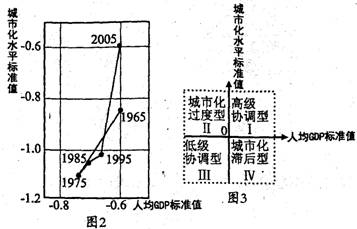 城市化水平标准值
-0.6
-0.8
-1.0
-1.2
2005
1965
1985
1995
1975
-0.8
-0.6
人均GDP标准值
图2
城市化水平标准值
城市化
过度型
II
高级
协调型
I
0
人均GDP标准值
低级
协调型
III
城市化
滞后型
IV
图3